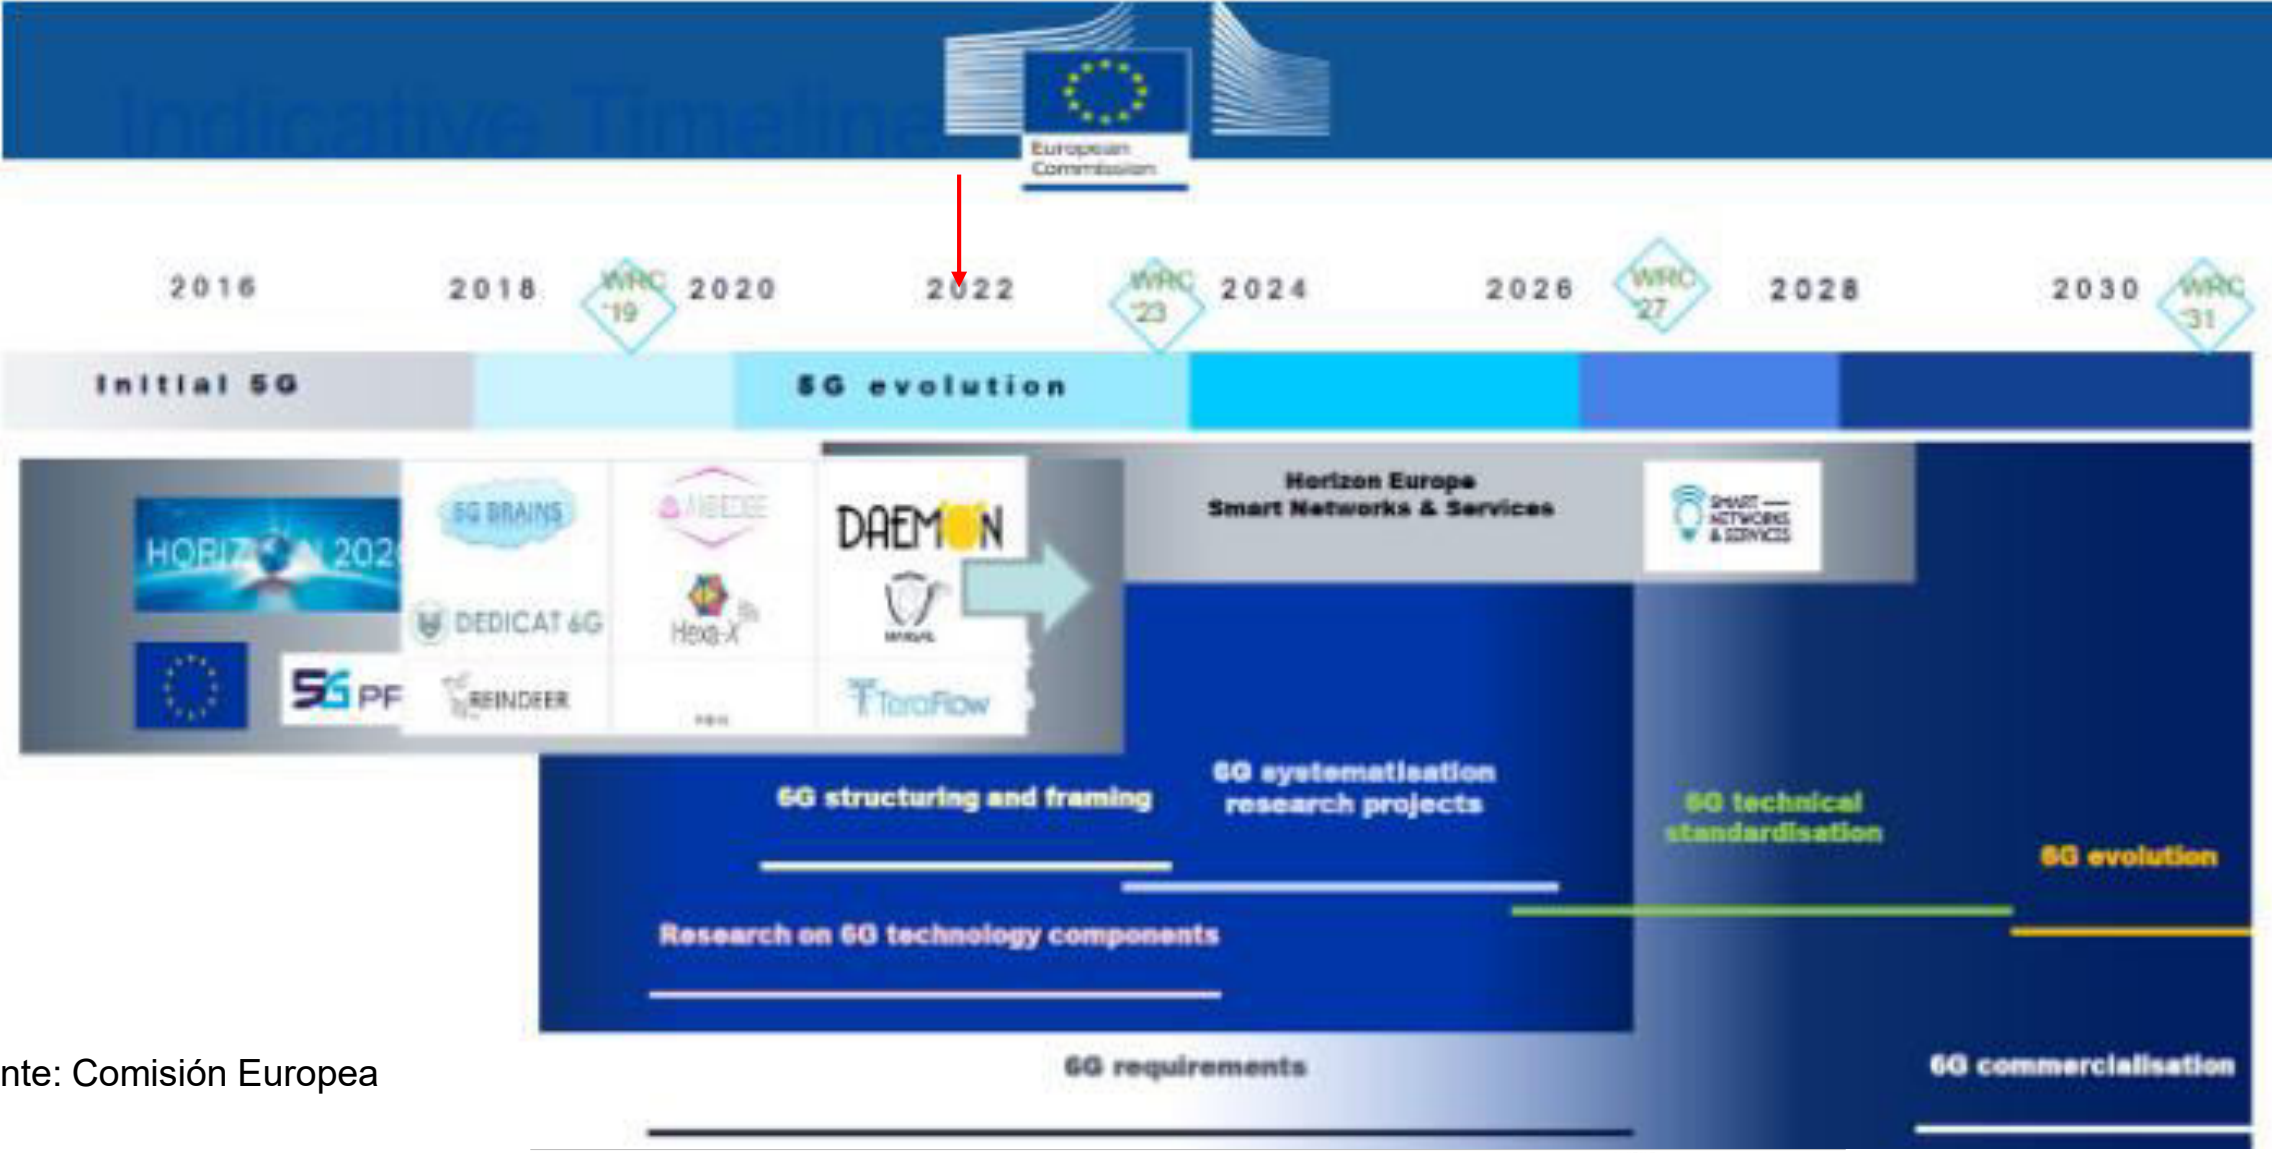 Indicative Timeline
European
Commission
2016
2018
WRC
'19
2020
2022
WRC
'23
2024
2026
WRC
'27
2028
2030
WRC
'31
Initial 5G
5G evolution
HORIZON 202
5G BRAINS
DAEMON
Horizon Europe
Smart Networks & Services
SMART
NETWORKS
& SERVICES
DEDICAT 6G
Hexa-X
5G PP
REINDEER
TeraFlow
6G structuring and framing
6G systematisation
research projects
6G technical
standardisation
6G evolution
Research on 6G technology components
nte: Comisión Europea
6G requirements
6G commercialisation